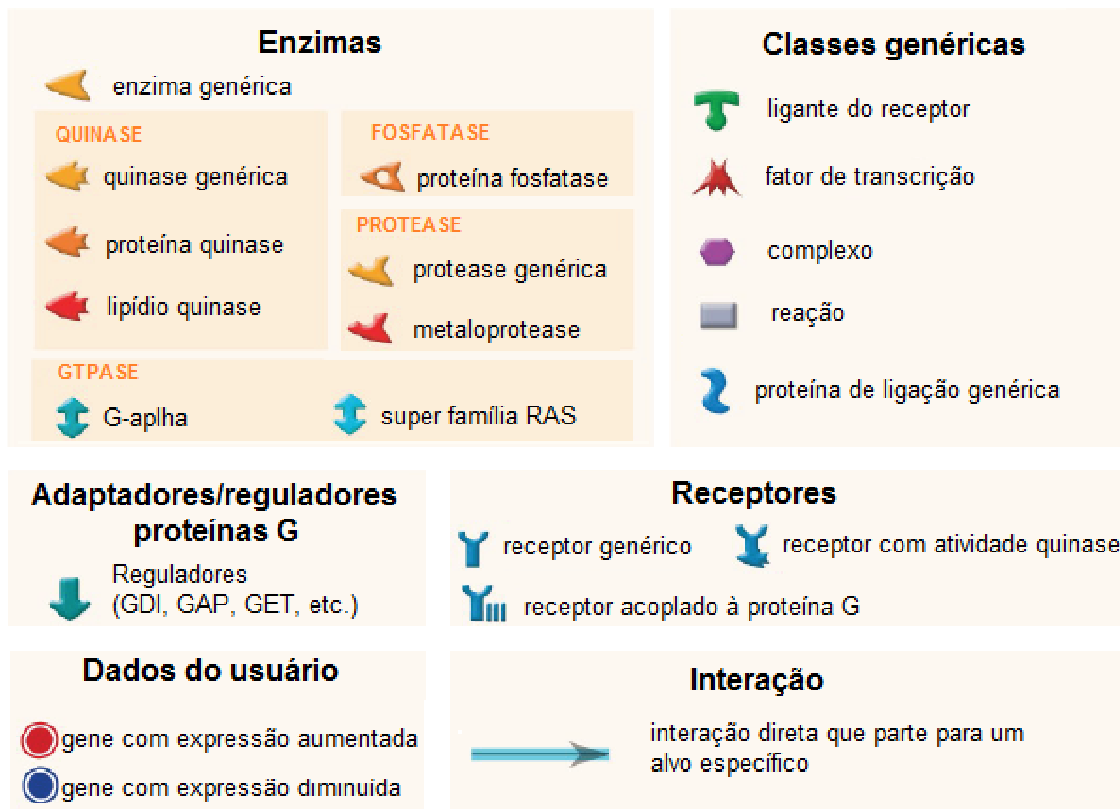 Enzimas
enzima genérica
QUINASE
quinase genérica
proteína quinase
lipídio quinase
FOSFATASE
proteína fosfatase
PROTEASE
protease genérica
metaloprotease
GTPASE
G-aplha
super família RAS
Classes genéricas
ligante do receptor
fator de transcrição
complexo
reação
proteína de ligação genérica
Adaptadores/reguladores
proteínas G
Reguladores
(GDI, GAP, GET, etc.)
Receptores
receptor genérico
receptor com atividade quinase
receptor acoplado à proteína G
Dados do usuário
gene com expressão aumentada
gene com expressão diminuída
Interação
interação direta que parte para um
alvo específico